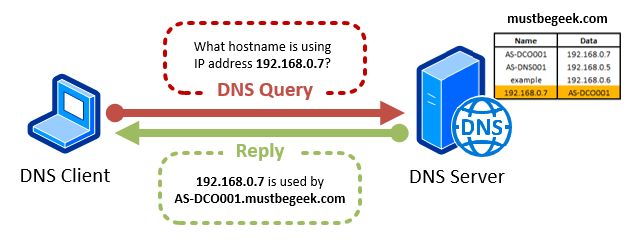 mustbegeek.com
Name Data
AS-DCO001 192.168.0.7
AS-DNS001 192.168.0.5
example 192.168.0.6
192.168.0.7 AS-DCO001
What hostname is using
IP address 192.168.0.7?
DNS Query
DNS
Reply
DNS Client
DNS Server
192.168.0.7 is used by
AS-DCO001.mustbegeek.com